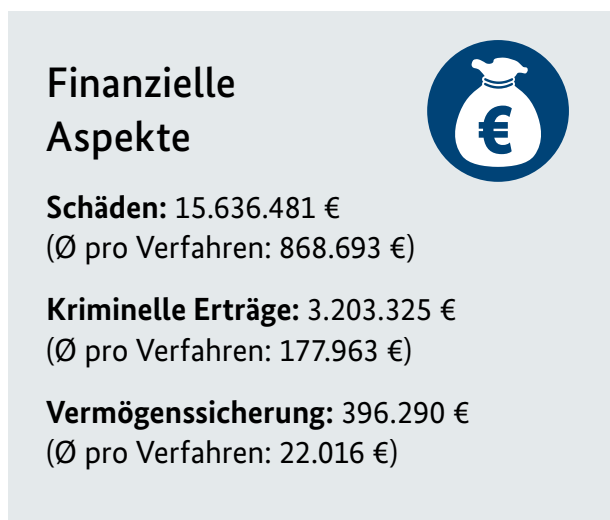 Finanzielle
Aspekte
€
Schäden: 15.636.481 €
(Ø pro Verfahren: 868.693 €)
Kriminelle Erträge: 3.203.325 €
(Ø pro Verfahren: 177.963 €)
Vermögenssicherung: 396.290 €
(Ø pro Verfahren: 22.016 €)